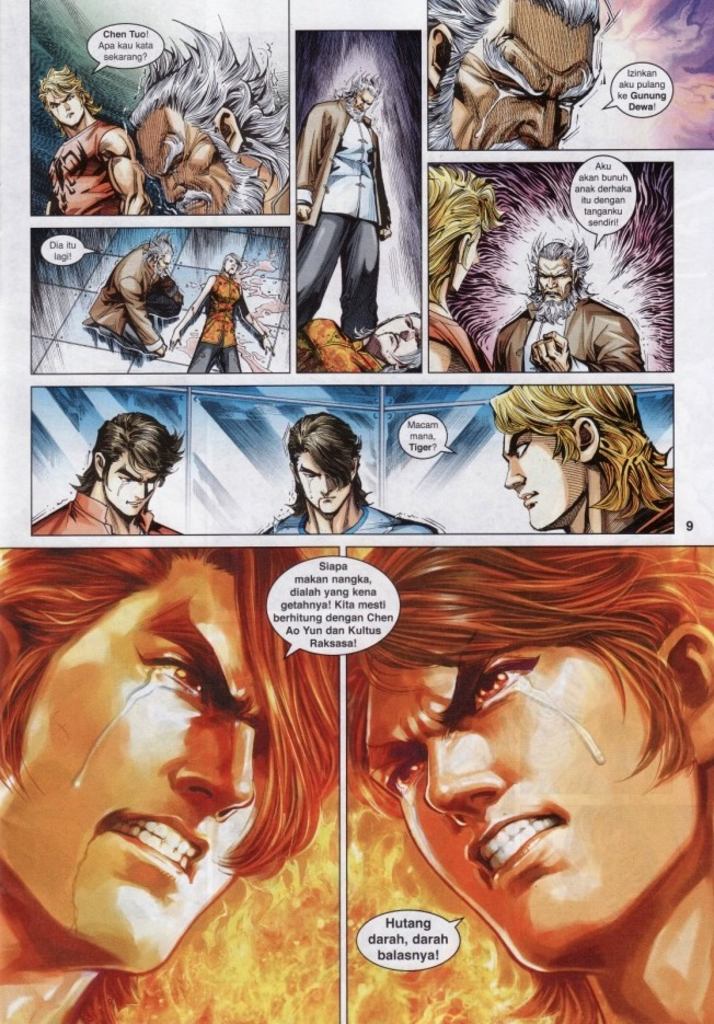 Chen Tuo!
Apa kau kata
sekarang?
Izinkan
aku pulang
ke Gunung
Dewa!
Dia itu
lagi!
Aku
akan bunuh
anak derhaka
itu dengan
tanganku
sendiri!
Macam
mana,
Tiger?
9
Siapa
makan nangka,
dialah yang kena
getahnya! Kita mesti
berhitung dengan Chen
Ao Yun dan Kultus
Raksasa!
Hutang
darah, darah
balasnya!